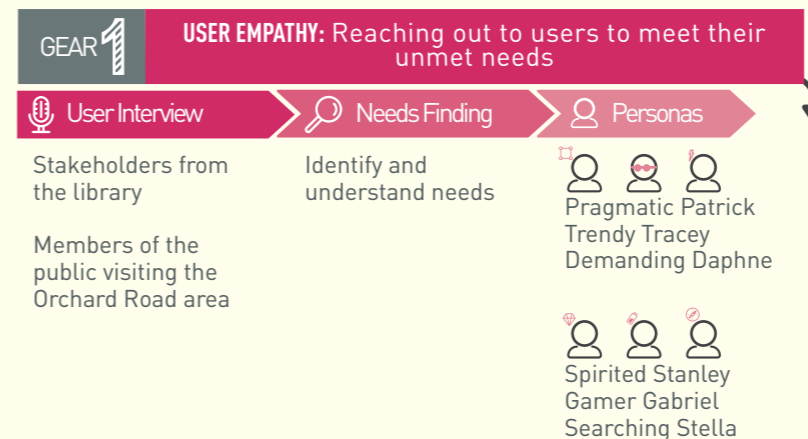 GEAR 1
USER EMPATHY: Reaching out to users to meet their
unmet needs
User Interview
Needs Finding
Personas
Stakeholders from
the library
Members of the
public visiting the
Orchard Road area
Identify and
understand needs
Pragmatic Patrick
Trendy Tracey
Demanding Daphne
Spirited Stanley
Gamer Gabriel
Searching Stella